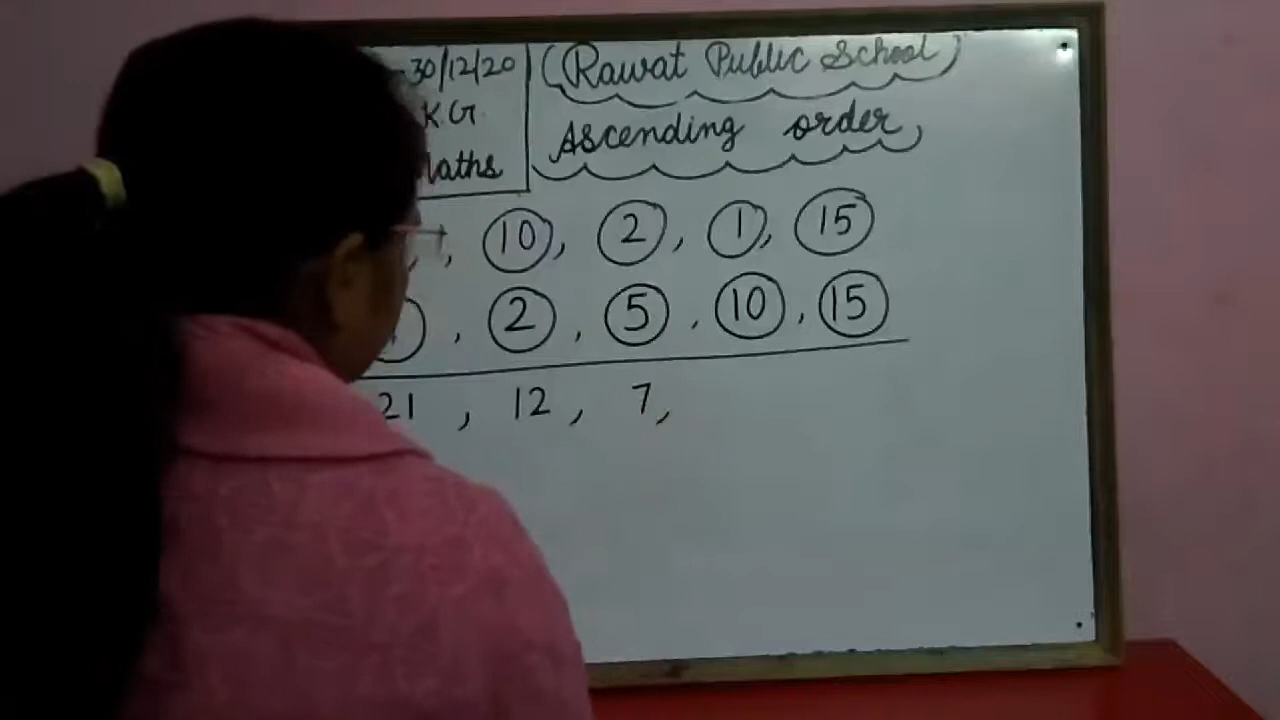 30/12/20
K.G
Maths
(Rawat Public School)
Ascending order,
, 10, 2, 1, 15
, 2, 5, 10, 15
21, 12, 7,